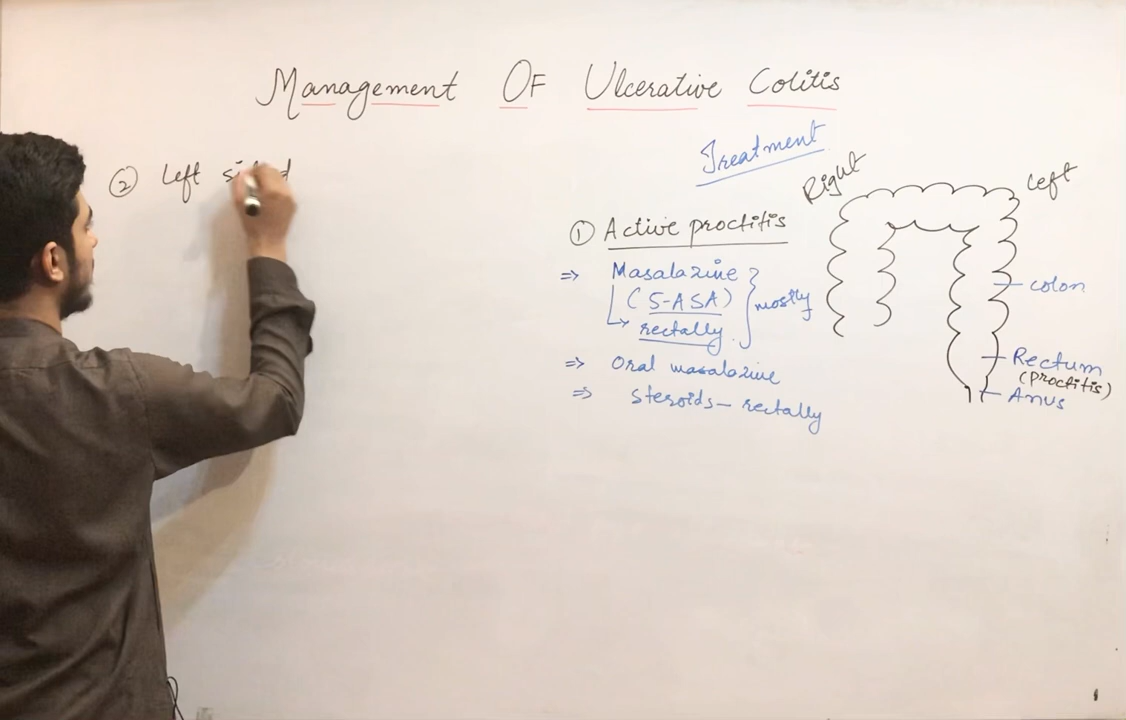 Management OF Ulcerative Colitis
Treatment
② Left sided
① Active proctitis
⇒ Masalazine
(5-ASA)
rectally
mostly
⇒ Oral masalazine
⇒ Steroids- rectally
Right
Left
colon
Rectum
(proctitis)
Anus